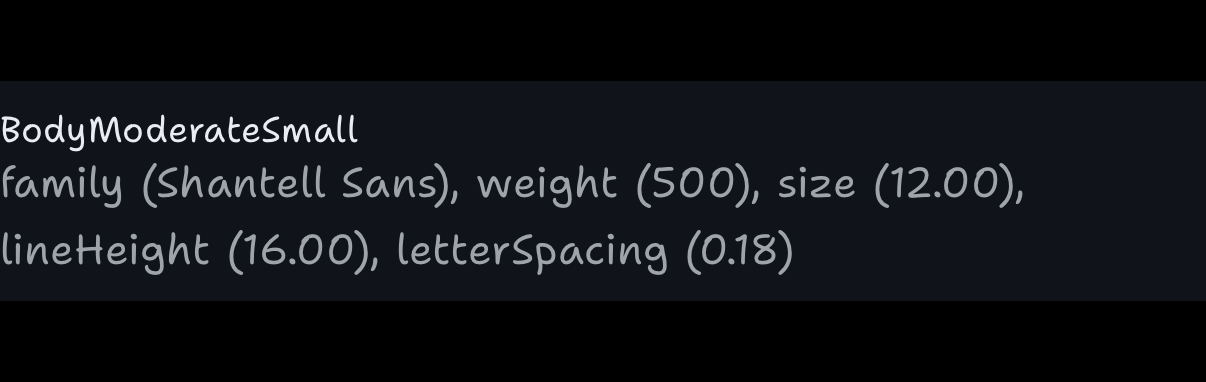 BodyModerateSmall
family (Shantell Sans), weight (500), size (12.00),
lineHeight (16.00), letterSpacing (0.18)